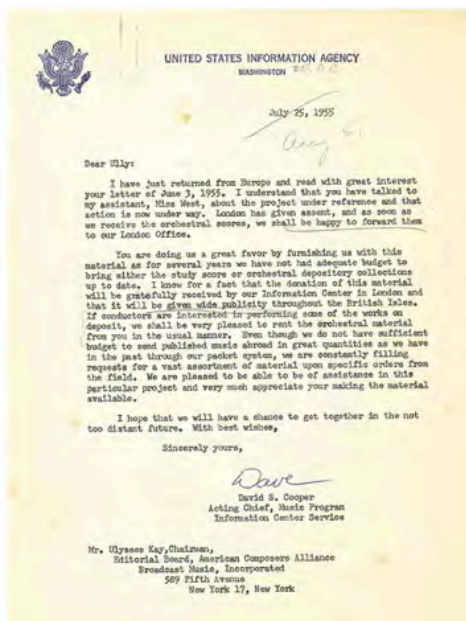 UNITED STATES INFORMATION AGENCY
WASHINGTON
July 25, 1955
Dear Ully:
I have just returned from Europe and read with great interest
your letter of June 3, 1955. I understand that you have talked to
my assistant, Miss West, about the project under reference and that
action is now under way. London has given assent, and as soon as
we receive the orchestral scores, we shall be happy to forward them
to our London Office.
You are doing us a great favor by furnishing us with this
material as for several years we have not had adequate budget to
bring either the study score or orchestral depository collections
up to date. I know for a fact that the donation of this material
will be gratefully received by our Information Center in London and
that it will be given wide publicity throughout the British Isles.
If conductors are interested in performing some of the works on
deposit, we shall be very pleased to rent the orchestral material
from you in the usual manner. Even though we do not have sufficient
budget to send published music abroad in great quantities as we have
in the past through our packet system, we are constantly filling
requests for a vast assortment of material upon specific orders from
the field. We are pleased to be able to be of assistance in this
particular project and very much appreciate your making the material
available.
I hope that we will have a chance to get together in the not
too distant future. With best wishes,
Sincerely yours,
Dave
David S. Cooper
Acting Chief, Music Program
Information Center Service
Mr. Ulysses Kay,Chairman,
Editorial Board, American Composers Alliance
Broadcast Music, Incorporated
589 Fifth Avenue
New York 17, New York